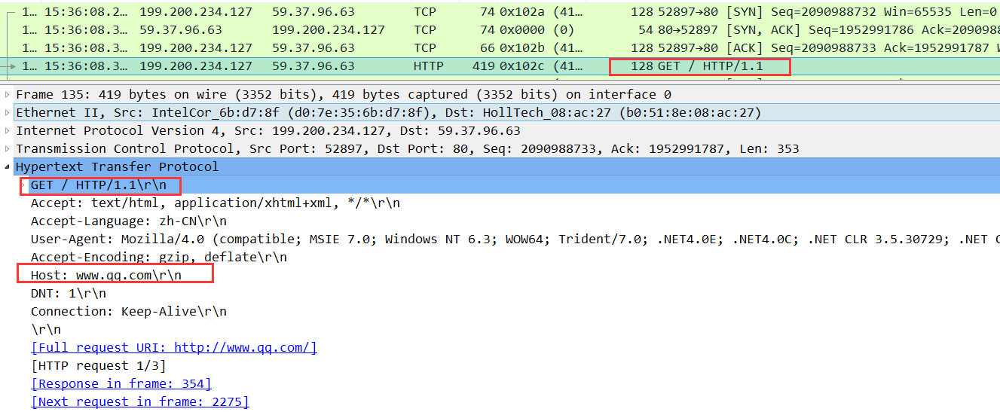 1… 15:36:08.2… 199.200.234.127 59.37.96.63 TCP 74 0x102a (41… 128 52897→80 [SYN] Seq=2090988732 Win=65535 Len=0
1… 15:36:08.3… 59.37.96.63 199.200.234.127 TCP 74 0x0000 (0) 54 80→52897 [SYN, ACK] Seq=1952991786 Ack=209098
1… 15:36:08.3… 199.200.234.127 59.37.96.63 TCP 66 0x102b (41… 128 52897→80 [ACK] Seq=2090988733 Ack=1952991787 W
1… 15:36:08.3… 199.200.234.127 59.37.96.63 HTTP 419 0x102c (41… 128 GET / HTTP/1.1
Frame 135: 419 bytes on wire (3352 bits), 419 bytes captured (3352 bits) on interface 0
Ethernet II, Src: IntelCor_6b:d7:8f (d0:7e:35:6b:d7:8f), Dst: HollTech_08:ac:27 (b0:51:8e:08:ac:27)
Internet Protocol Version 4, Src: 199.200.234.127, Dst: 59.37.96.63
Transmission Control Protocol, Src Port: 52897, Dst Port: 80, Seq: 2090988733, Ack: 1952991787, Len: 353
Hypertext Transfer Protocol
GET / HTTP/1.1\r\n
Accept: text/html, application/xhtml+xml, */*\r\n
Accept-Language: zh-CN\r\n
User-Agent: Mozilla/4.0 (compatible; MSIE 7.0; Windows NT 6.3; WOW64; Trident/7.0; .NET4.0E; .NET4.0C; .NET CLR 3.5.30729; .NET C
Accept-Encoding: gzip, deflate\r\n
Host: www.qq.com\r\n
DNT: 1\r\n
Connection: Keep-Alive\r\n
\r\n
[Full request URI: http://www.qq.com/]
[HTTP request 1/3]
[Response in frame: 354]
[Next request in frame: 2275]